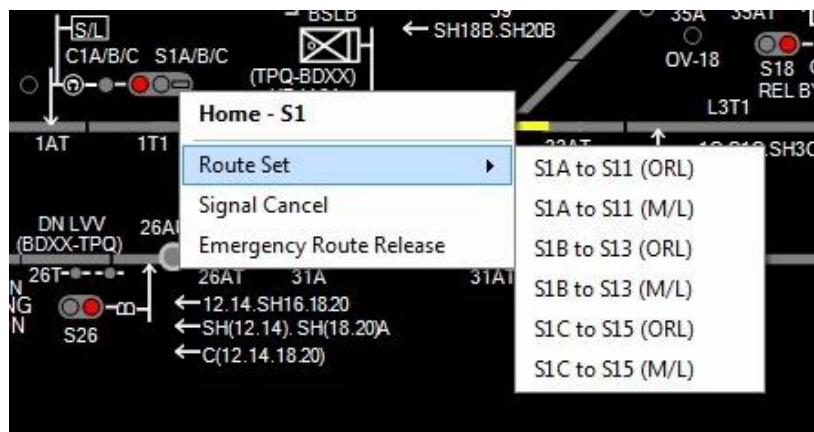 BSLB
S/L
← SH18B.SH20B
35A
C1A/B/C S1A/B/C
OV-18
(TPQ-BDXX)
S18
REL BY
Home - S1
L3T1
1AT 1T1
Route Set
S1A to S11 (ORL)
Signal Cancel
S1A to S11 (M/L)
DN LVV
(BDXX-TPQ)
Emergency Route Release
S1B to S13 (ORL)
26T
26AT 31A 31AT
S1B to S13 (M/L)
←12.14.SH16.18.20
S26
←SH(12.14). SH(18.20)A
S1C to S15 (ORL)
←C(12.14.18.20)
S1C to S15 (M/L)